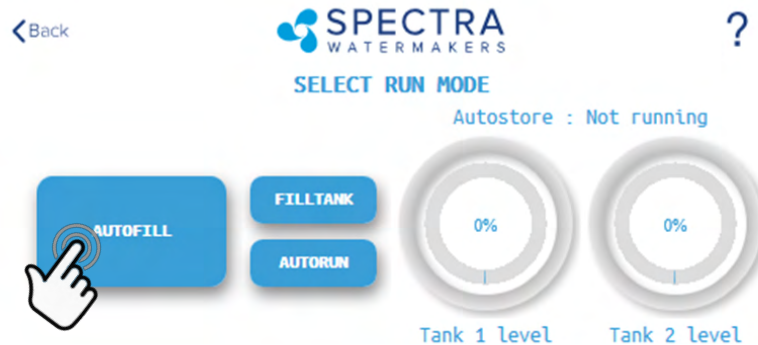 Back
SPECTRA
WATERMAKERS
?
SELECT RUN MODE
Autostore : Not running
AUTOFILL
FILLTANK
AUTORUN
0%
0%
Tank 1 level
Tank 2 level